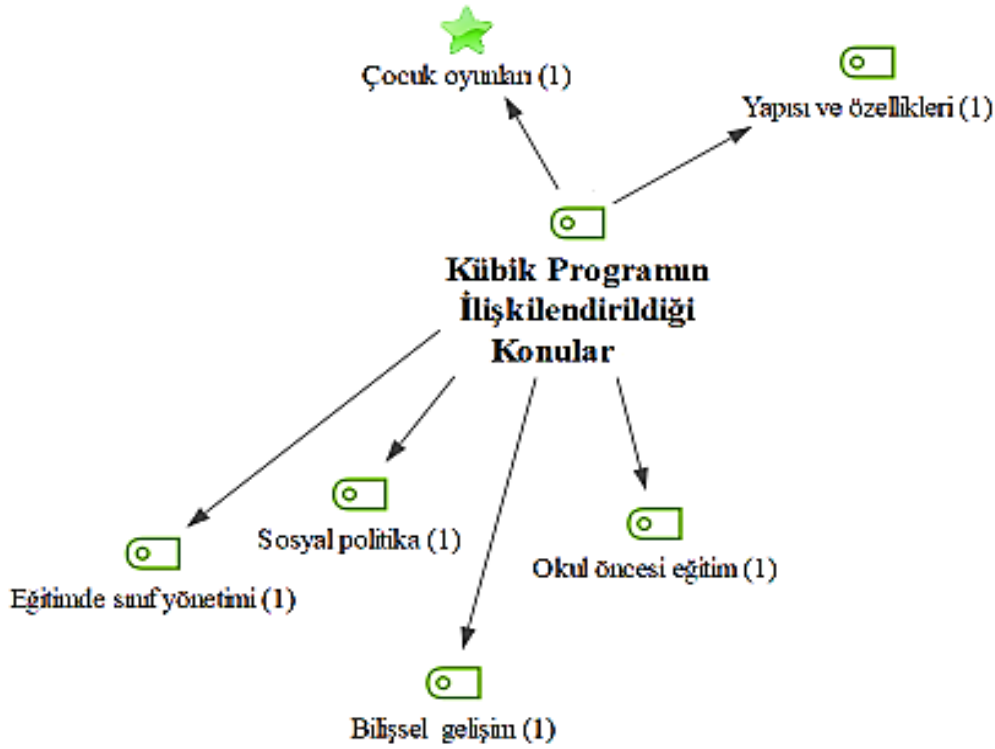 Çocuk oyunları (1)
Yapısı ve özellikleri (1)
Kübik Programın
İlişkilendirildiği
Konular
Sosyal politika (1)
Okul öncesi eğitim (1)
Eğitimde sınıf yönetimi (1)
Bilişsel gelişim (1)